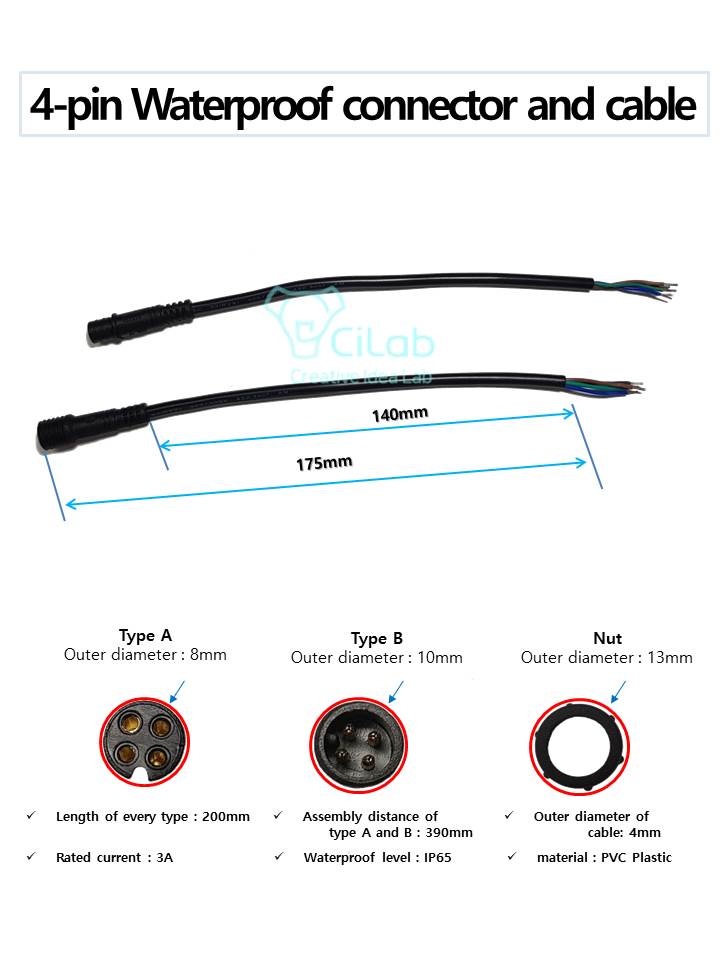 4-pin Waterproof connector and cable
CiLab
Creative Idea Lab
140mm
175mm
Type A
Outer diameter : 8mm
Type B
Outer diameter : 10mm
Nut
Outer diameter : 13mm
✓ Length of every type : 200mm
✓ Assembly distance of
type A and B : 390mm
✓ Outer diameter of
cable: 4mm
✓ Rated current : 3A
✓ Waterproof level : IP65
✓ material : PVC Plastic